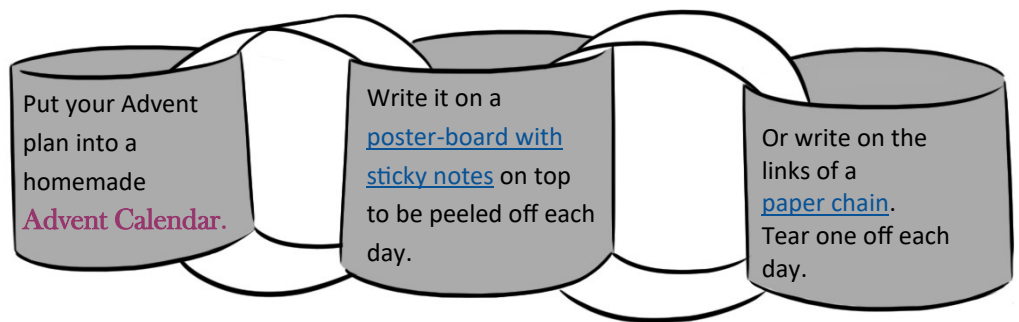 Put your Advent
plan into a
homemade
Advent Calendar.
Write it on a
poster-board with
sticky notes on top
to be peeled off each
day.
Or write on the
links of a
paper chain.
Tear one off each
day.